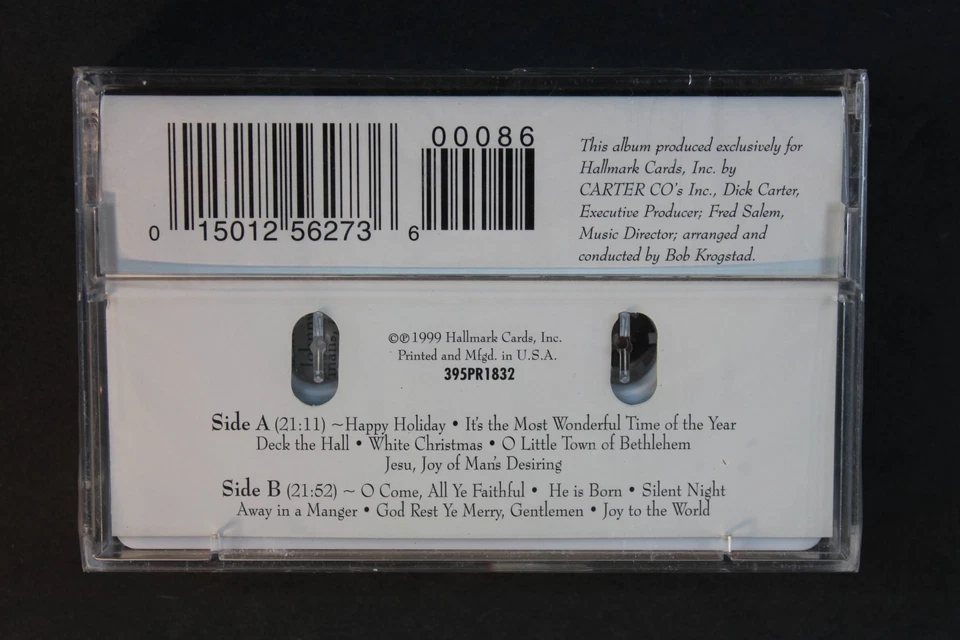 00086
0 15012 56273 6
This album produced exclusively for
Hallmark Cards, Inc. by
CARTER CO's Inc., Dick Carter,
Executive Producer; Fred Salem,
Music Director; arranged and
conducted by Bob Krogstad.
©℗1999 Hallmark Cards, Inc.
Printed and Mfgd. in U.S.A.
395PR1832
Side A (21:11) ~Happy Holiday • It's the Most Wonderful Time of the Year
Deck the Hall • White Christmas • O Little Town of Bethlehem
Jesu, Joy of Man's Desiring
Side B (21:52) ~ O Come, All Ye Faithful • He is Born • Silent Night
Away in a Manger • God Rest Ye Merry, Gentlemen • Joy to the World